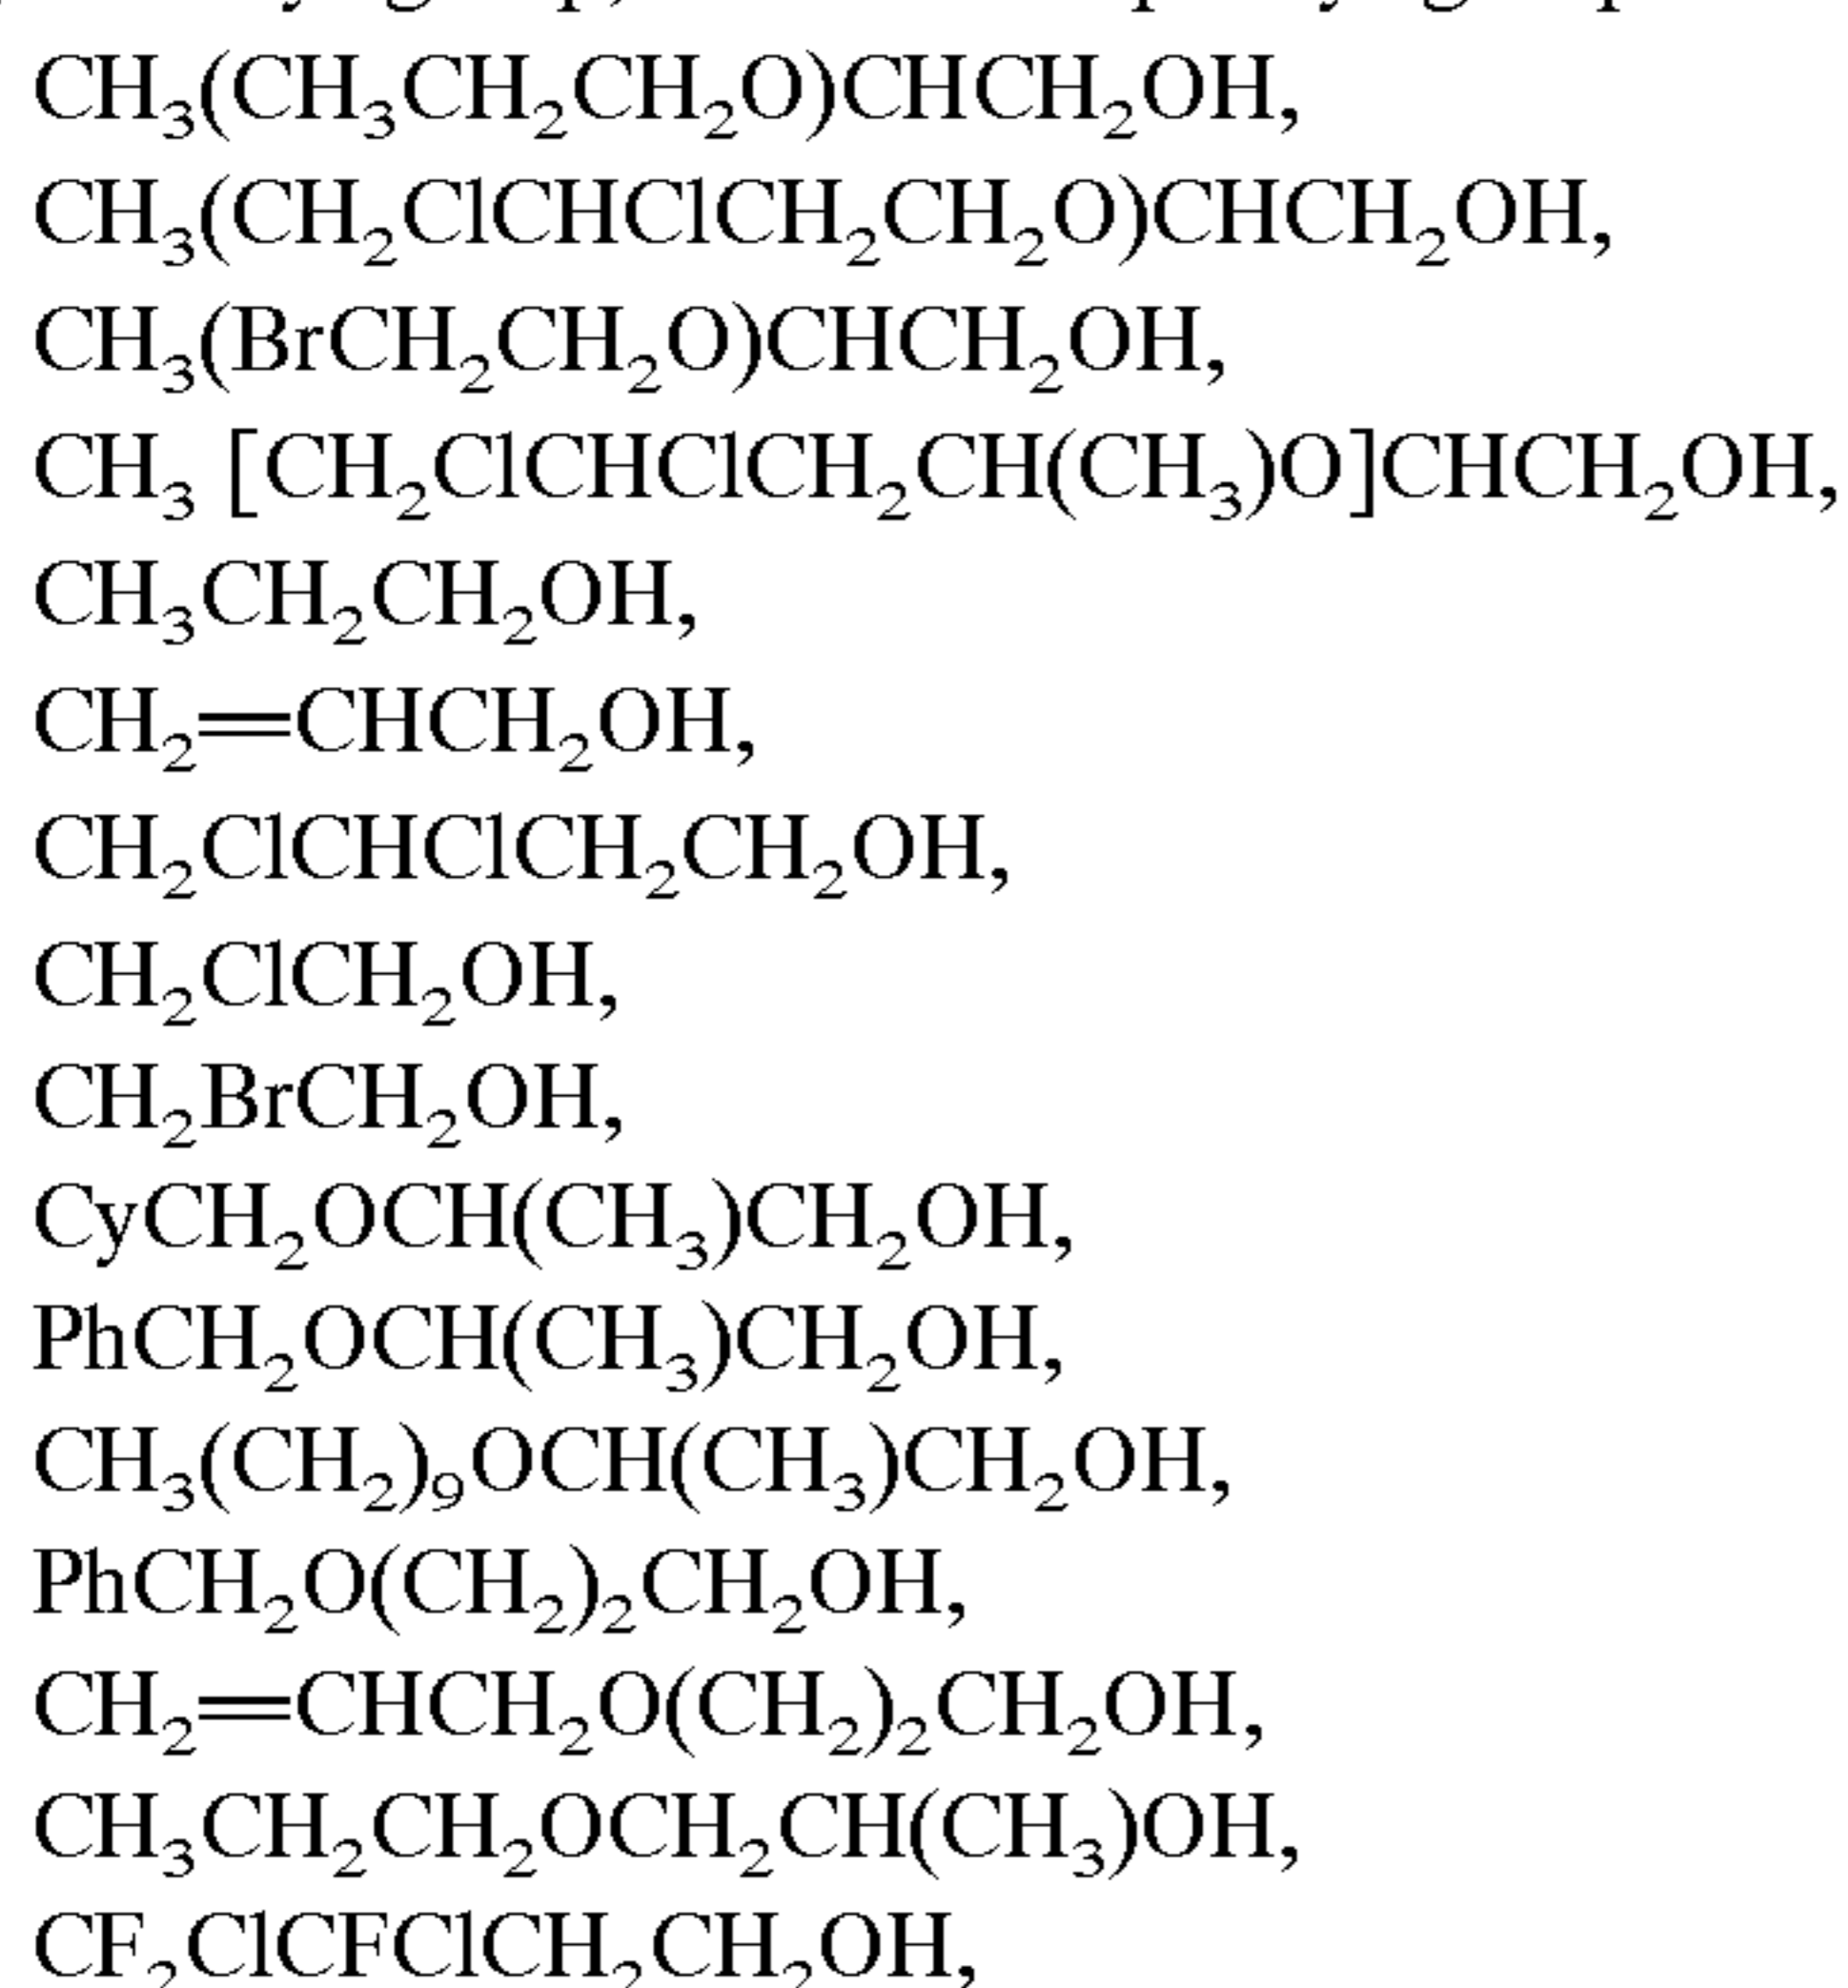 CH₃(CH₃CH₂CH₂O)CHCH₂OH,
CH₃(CH₂ClCHClCH₂CH₂O)CHCH₂OH,
CH₃(BrCH₂CH₂O)CHCH₂OH,
CH₃ [CH₂ClCHClCH₂CH(CH₃)O]CHCH₂OH,
CH₃CH₂CH₂OH,
CH₂=CHCH₂OH,
CH₂ClCHClCH₂CH₂OH,
CH₂ClCH₂OH,
CH₂BrCH₂OH,
CyCH₂OCH(CH₃)CH₂OH,
PhCH₂OCH(CH₃)CH₂OH,
CH₃(CH₂)₉OCH(CH₃)CH₂OH,
PhCH₂O(CH₂)₂CH₂OH,
CH₂=CHCH₂O(CH₂)₂CH₂OH,
CH₃CH₂CH₂OCH₂CH(CH₃)OH,
CF₂ClCFClCH₂CH₂OH,